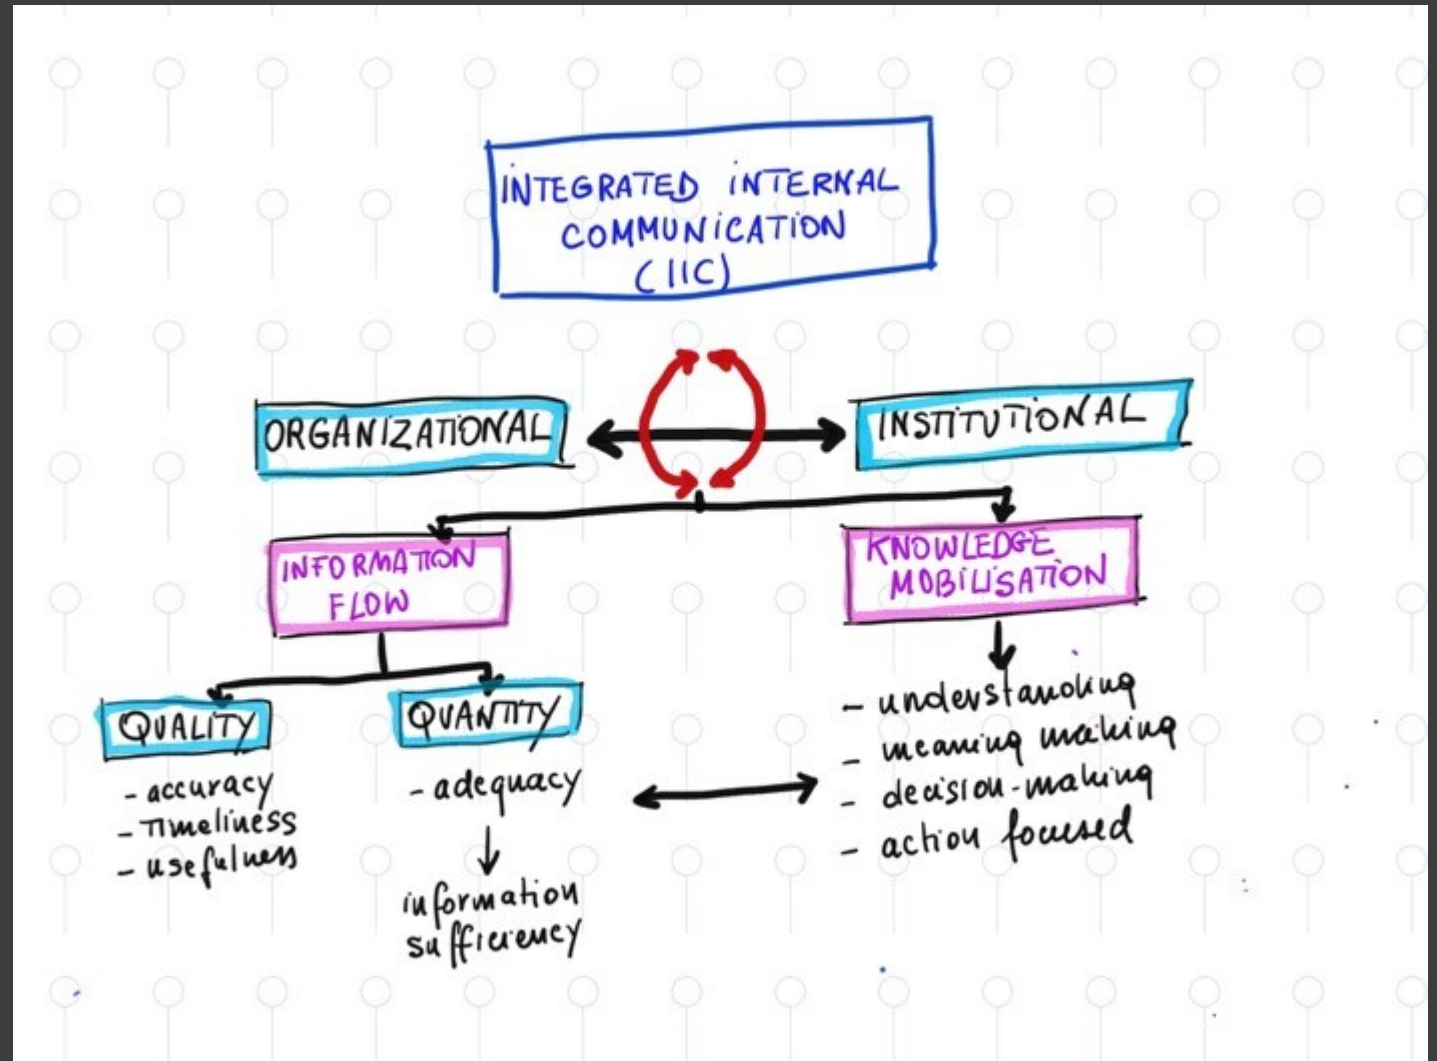 INTEGRATED INTERNAL
COMMUNICATION
(IIC)
ORGANIZATIONAL
INSTITUTIONAL
INFORMATION
FLOW
KNOWLEDGE
MOBILISATION
QUALITY
- accuracy
- Timeliness
- usefulness
QUANTITY
- adequacy
information
sufficiency
- understanding
- meaning making
- decision-making
- action focused